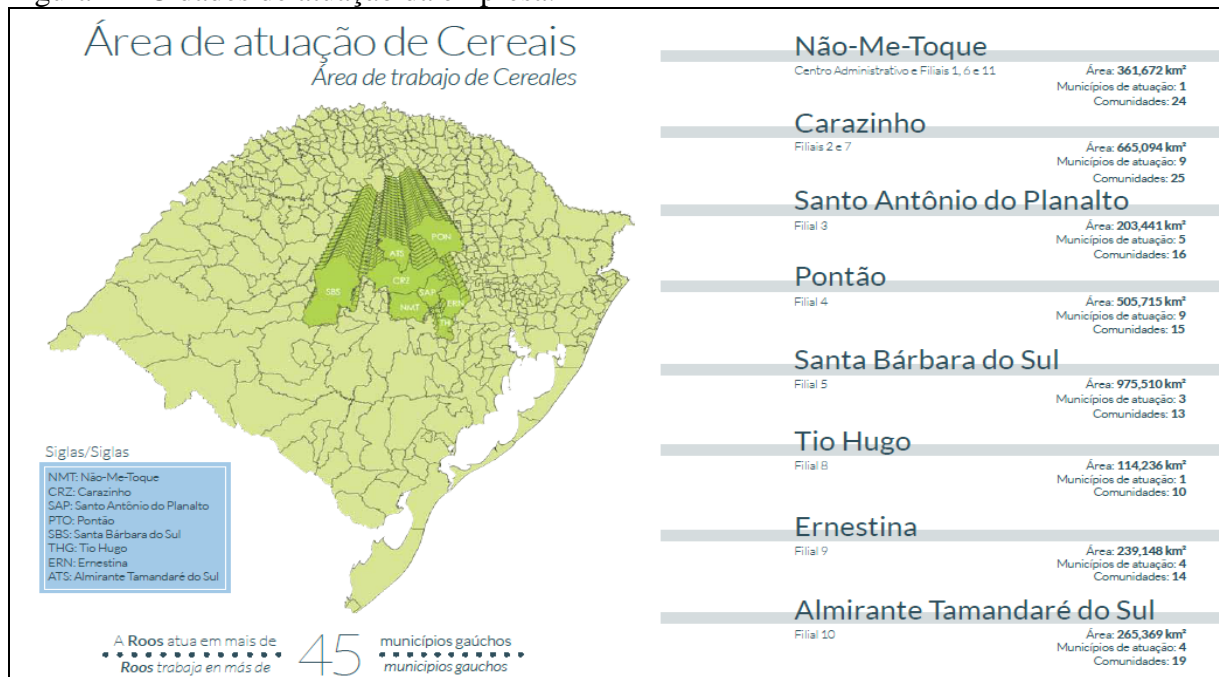 Área de atuação de Cereais
Área de trabajo de Cereales
PON
ATS
CRZ
SBS
SAP
NMT
ERN
Siglas/Siglas
NMT: Não-Me-Toque
CRZ: Carazinho
SAP: Santo Antônio do Planalto
PTO: Pontão
SBS: Santa Bárbara do Sul
THG: Tio Hugo
ERN: Ernestina
ATS: Almirante Tamandaré do Sul
A Roos atua em mais de
Roos trabaja en más de
45
municípios gaúchos
municipios gauchos
Não-Me-Toque
Centro Administrativo e Filiais 1, 6 e 11
Área: 361,672 km²
Municípios de atuação: 1
Comunidades: 24
Carazinho
Filiais 2 e 7
Área: 665,094 km²
Municípios de atuação: 9
Comunidades: 25
Santo Antônio do Planalto
Filial 3
Área: 203,441 km²
Municípios de atuação: 5
Comunidades: 16
Pontão
Filial 4
Área: 505,715 km²
Municípios de atuação: 9
Comunidades: 15
Santa Bárbara do Sul
Filial 5
Área: 975,510 km²
Municípios de atuação: 3
Comunidades: 13
Tio Hugo
Filial 8
Área: 114,236 km²
Municípios de atuação: 1
Comunidades: 10
Ernestina
Filial 9
Área: 239,148 km²
Municípios de atuação: 4
Comunidades: 14
Almirante Tamandaré do Sul
Filial 10
Área: 265,369 km²
Municípios de atuação: 4
Comunidades: 19